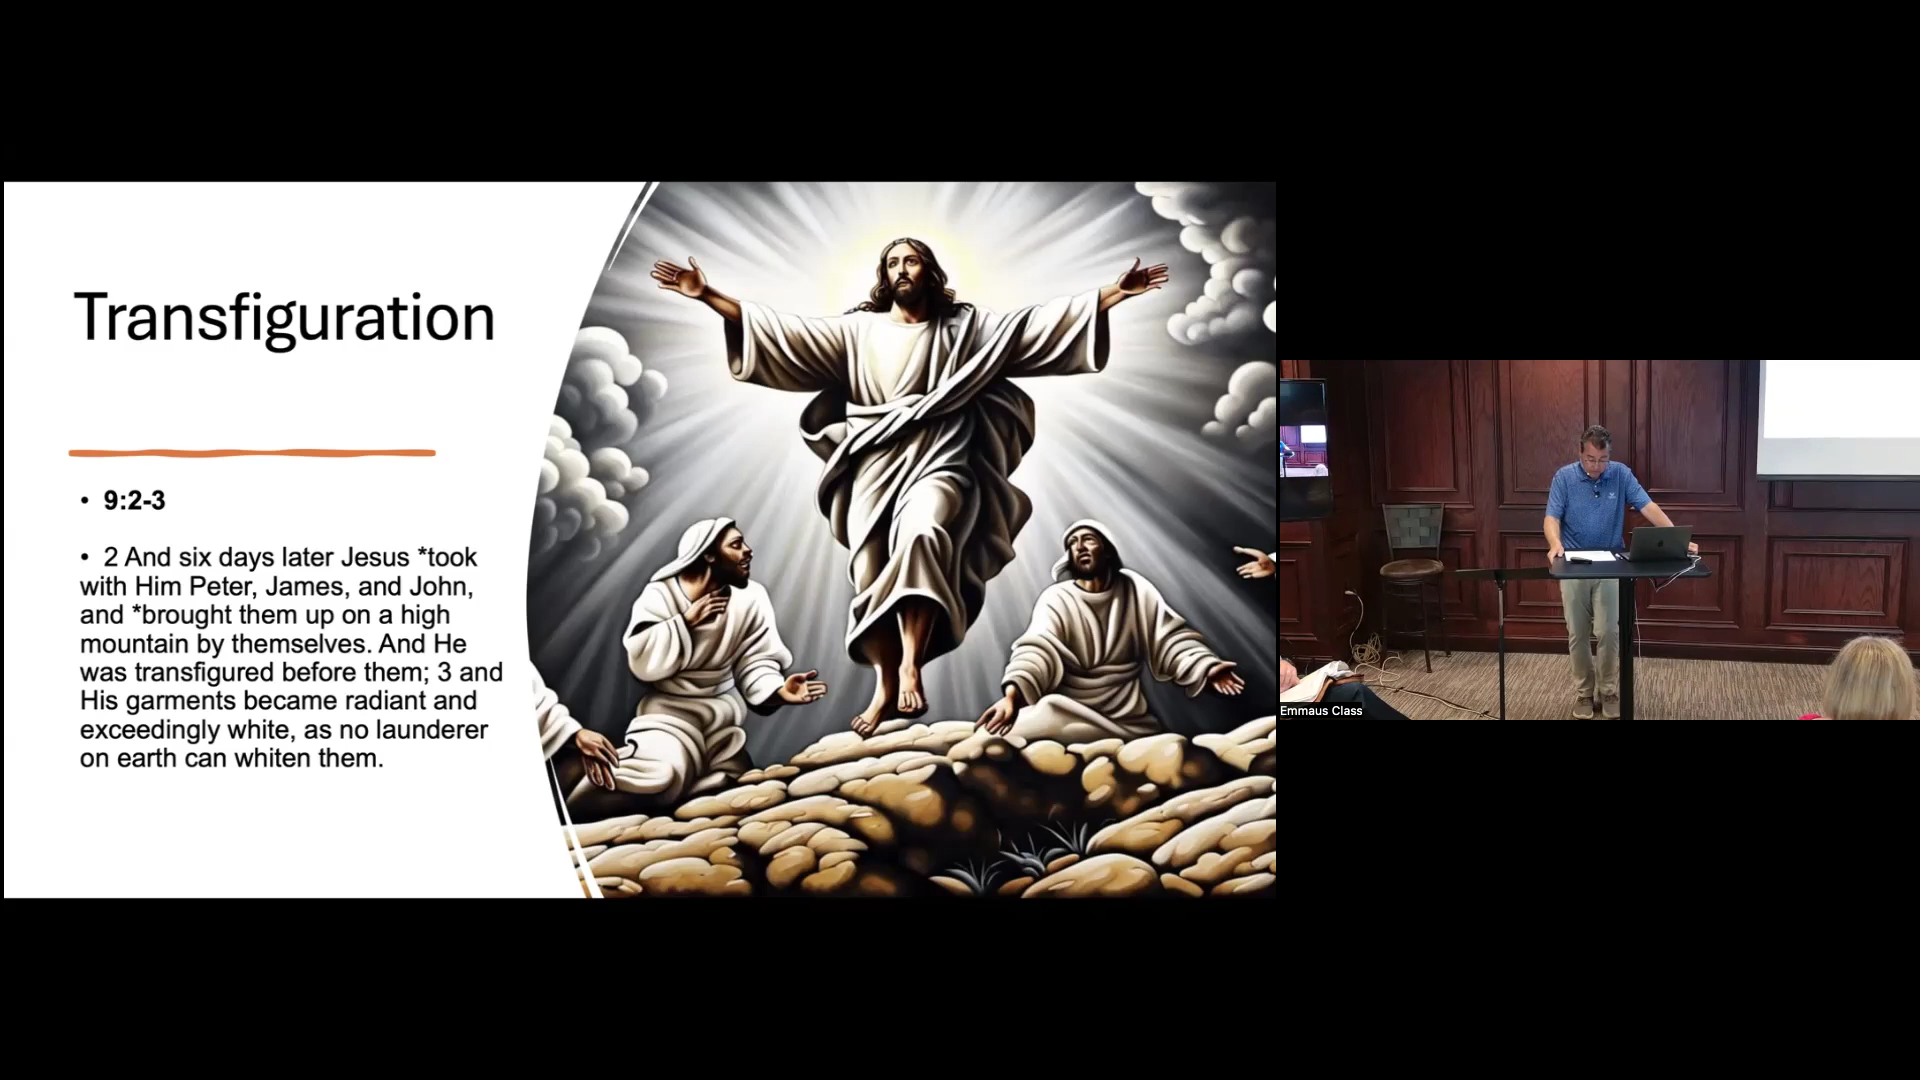 Transfiguration
• 9:2-3
• 2 And six days later Jesus *took
with Him Peter, James, and John,
and *brought them up on a high
mountain by themselves. And He
was transfigured before them; 3 and
His garments became radiant and
exceedingly white, as no launderer
on earth can whiten them.
Emmaus Class